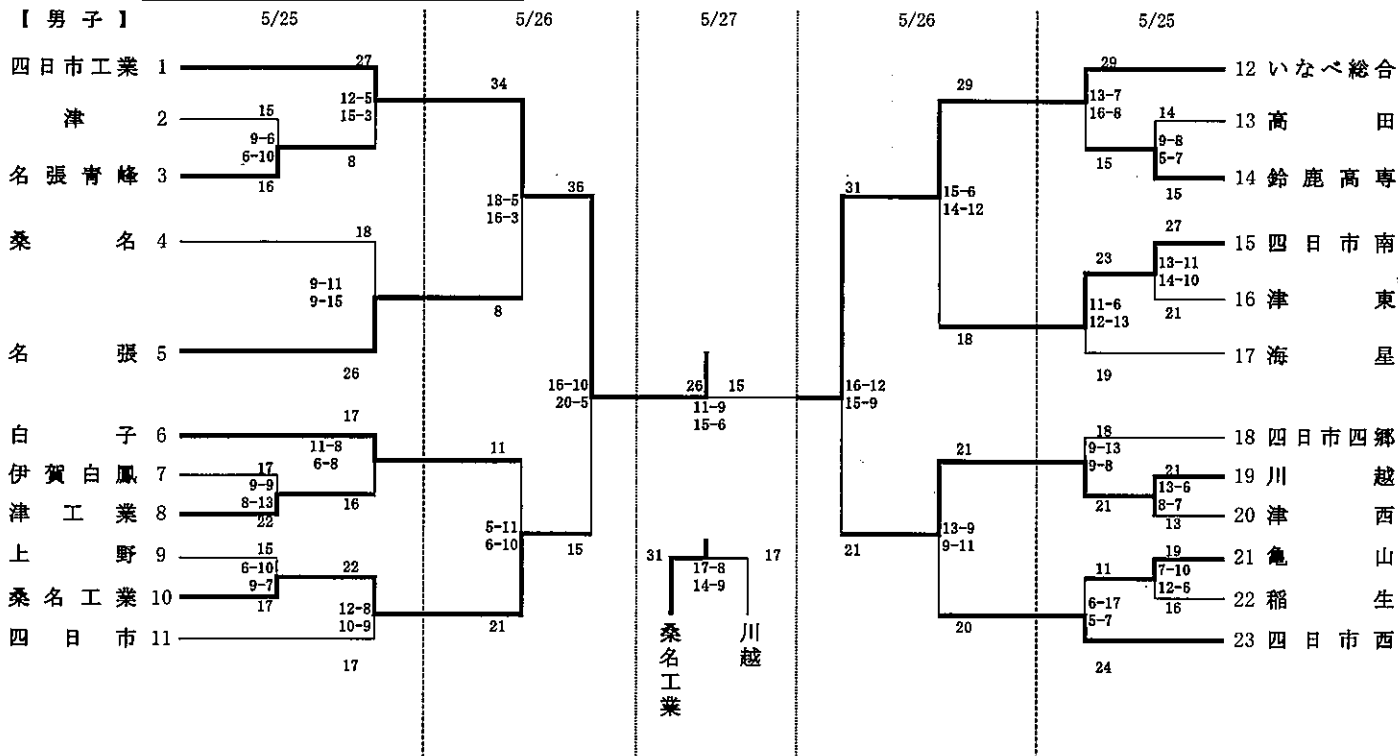 【男子】 5/25 5/26 5/27 5/26 5/25
四日市工業 1 27 34 29 29 12 いなべ総合
12-5 13-7
15-3 16-8
津 2 15 14 13 高田
9-6 9-8
6-10 5-7
8 15
名張青峰 3 16 15 14 鈴鹿高専
36 31
18-5 15-6
16-3 14-12
桑名 4 18 27 15 四日市南
23 13-11
14-10
9-11 11-6
9-15 12-13
8 21 16 津東
18
名張 5 26 19 17 海星
16-10 26 15 16-12
20-5 11-9 15-9
15-6
白子 6 17 11 21 18 18 四日市四郷
11-8 9-13
6-8 9-8
伊賀白鳳 7 17 21 19 川越
9-9 13-6
8-13 8-7
津工業 8 22 16 21 13 20 津西
5-11 13-9
6-10 9-11
15 21
上野 9 15 19 21 亀山
6-10 7-10
9-7 12-6
22 11
桑名工業 10 17 16 22 稲生
12-8 6-17
10-9 5-7
21 20
四日市 11 17 24 23 四日市西
31 17
17-8
14-9
桑名工業
川越